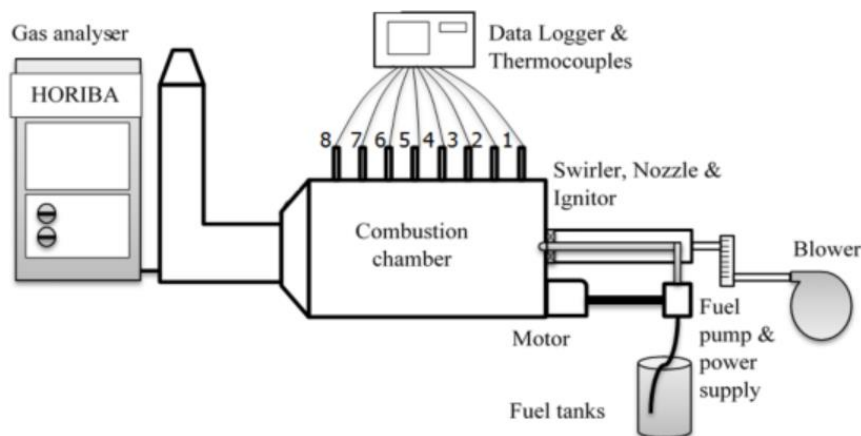 Gas analyser
HORIBA
Data Logger &
Thermocouples
8 7 6 5 4 3 2 1
Swirler, Nozzle &
Ignitor
Combustion
chamber
Blower
Motor
Fuel
pump &
power
supply
Fuel tanks